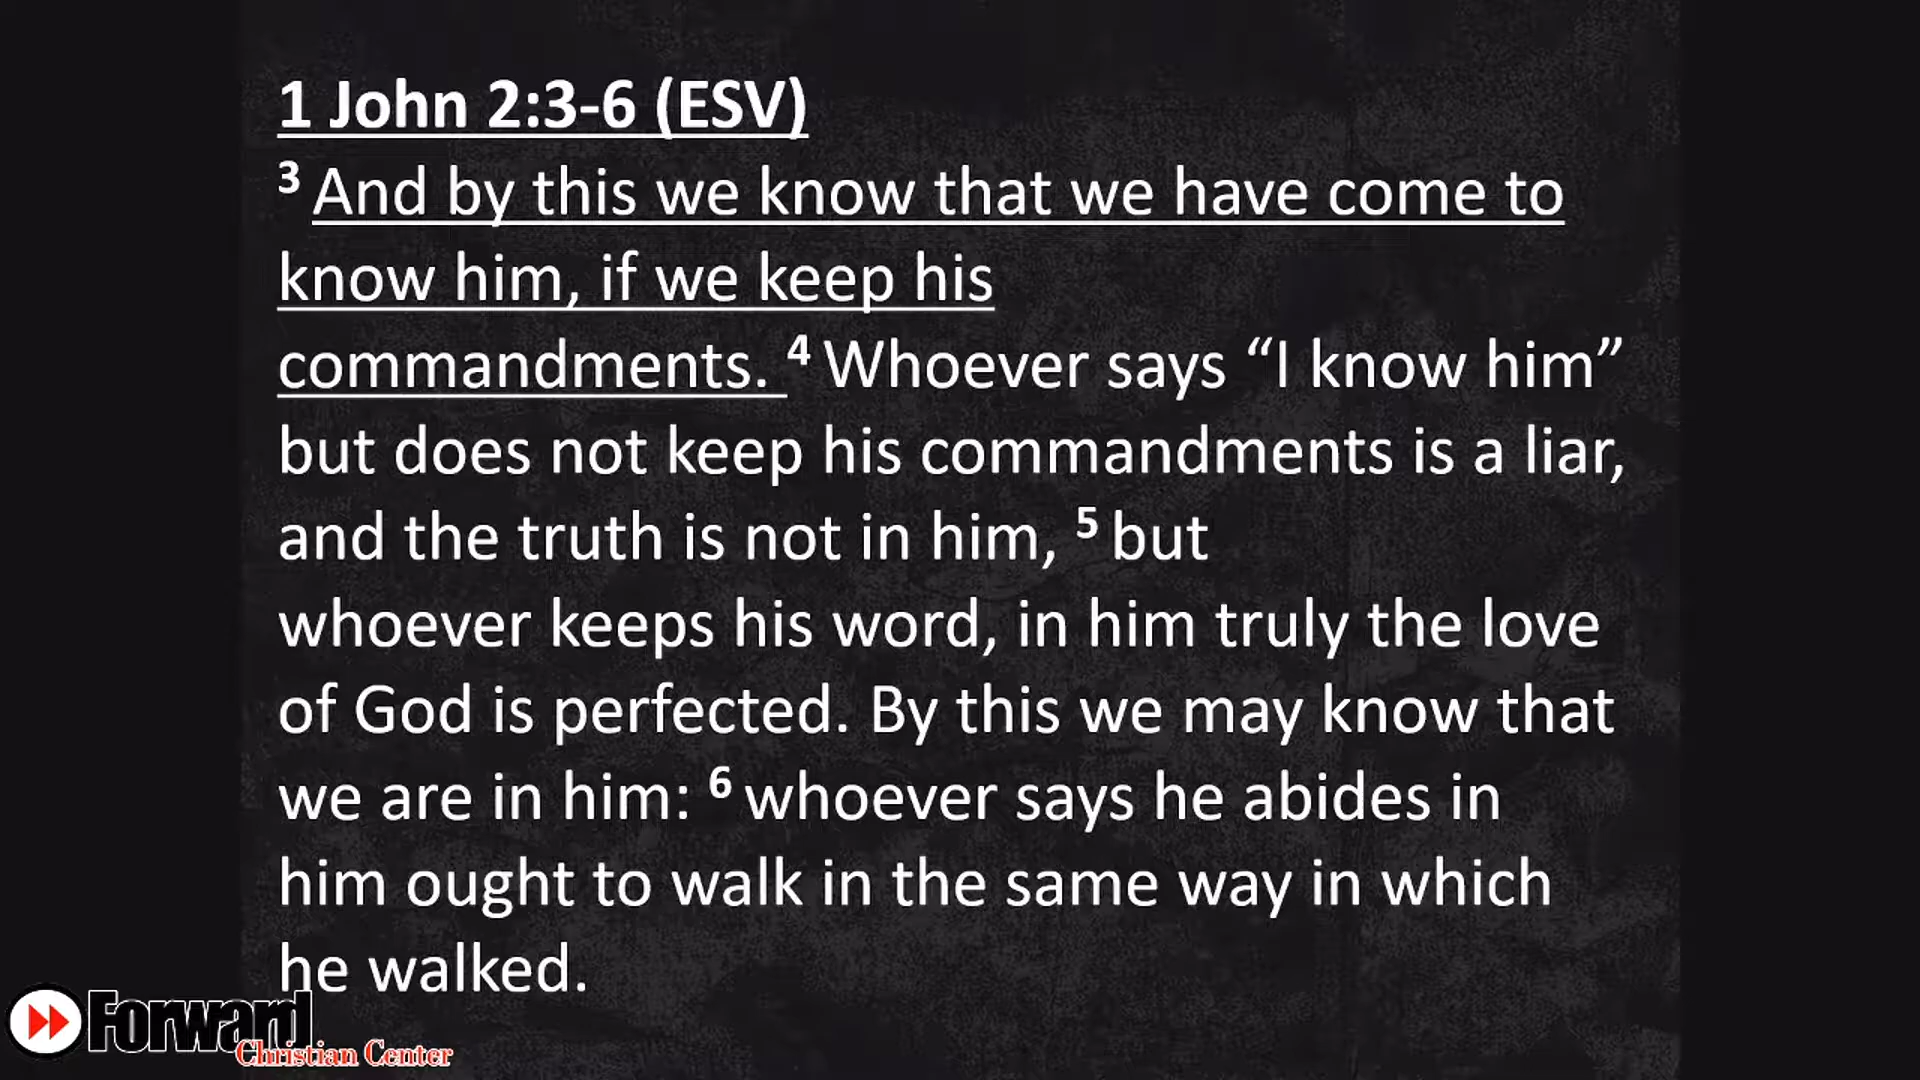 1 John 2:3-6 (ESV)
3 And by this we know that we have come to
know him, if we keep his
commandments. 4 Whoever says “I know him”
but does not keep his commandments is a liar,
and the truth is not in him, 5 but
whoever keeps his word, in him truly the love
of God is perfected. By this we may know that
we are in him: 6 whoever says he abides in
him ought to walk in the same way in which
he walked.
Forward
Christian Center